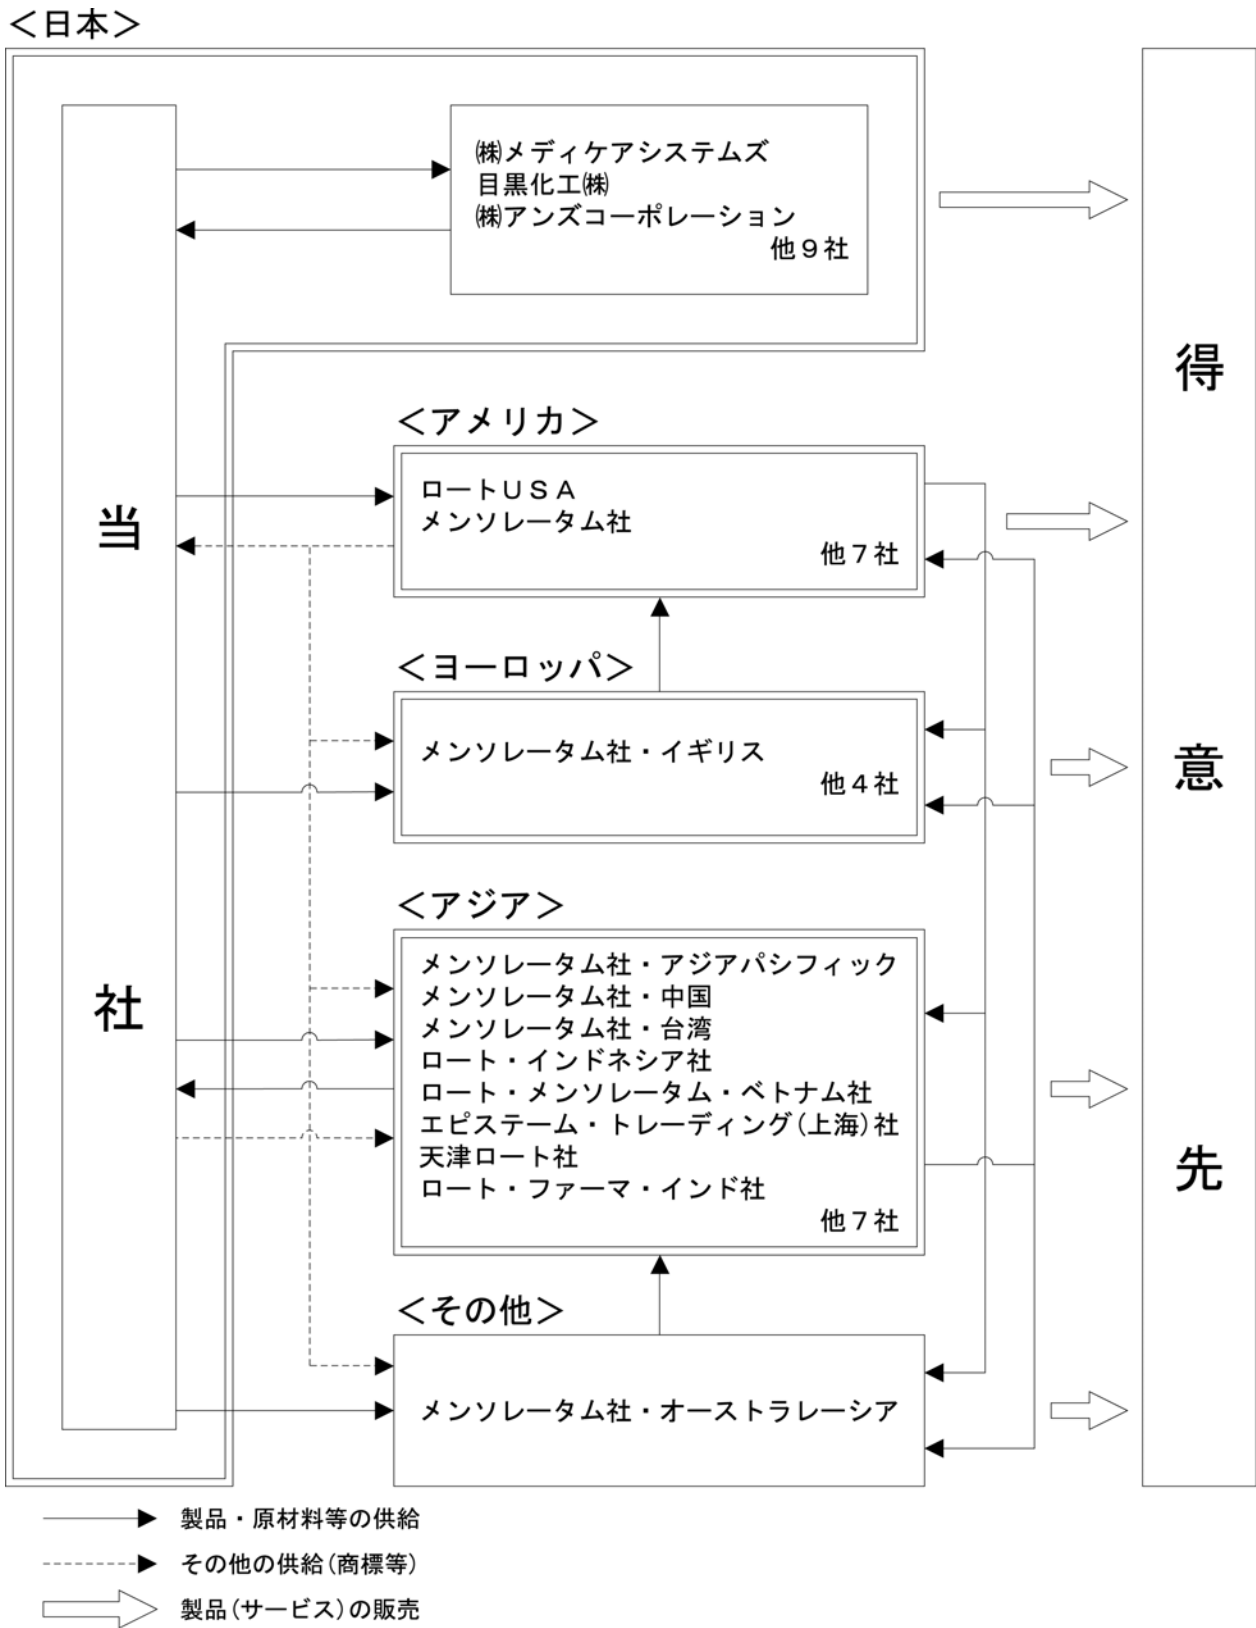 ＜日本＞
㈱メディケアシステムズ
目黒化工㈱
㈱アンズコーポレーション
他９社
当社
得意先
＜アメリカ＞
ロートＵＳＡ
メンソレータム社
他７社
＜ヨーロッパ＞
メンソレータム社・イギリス
他４社
＜アジア＞
メンソレータム社・アジアパシフィック
メンソレータム社・中国
メンソレータム社・台湾
ロート・インドネシア社
ロート・メンソレータム・ベトナム社
エピステーム・トレーディング(上海)社
天津ロート社
ロート・ファーマ・インド社
他７社
＜その他＞
メンソレータム社・オーストラレーシア
製品・原材料等の供給
その他の供給(商標等)
製品(サービス)の販売